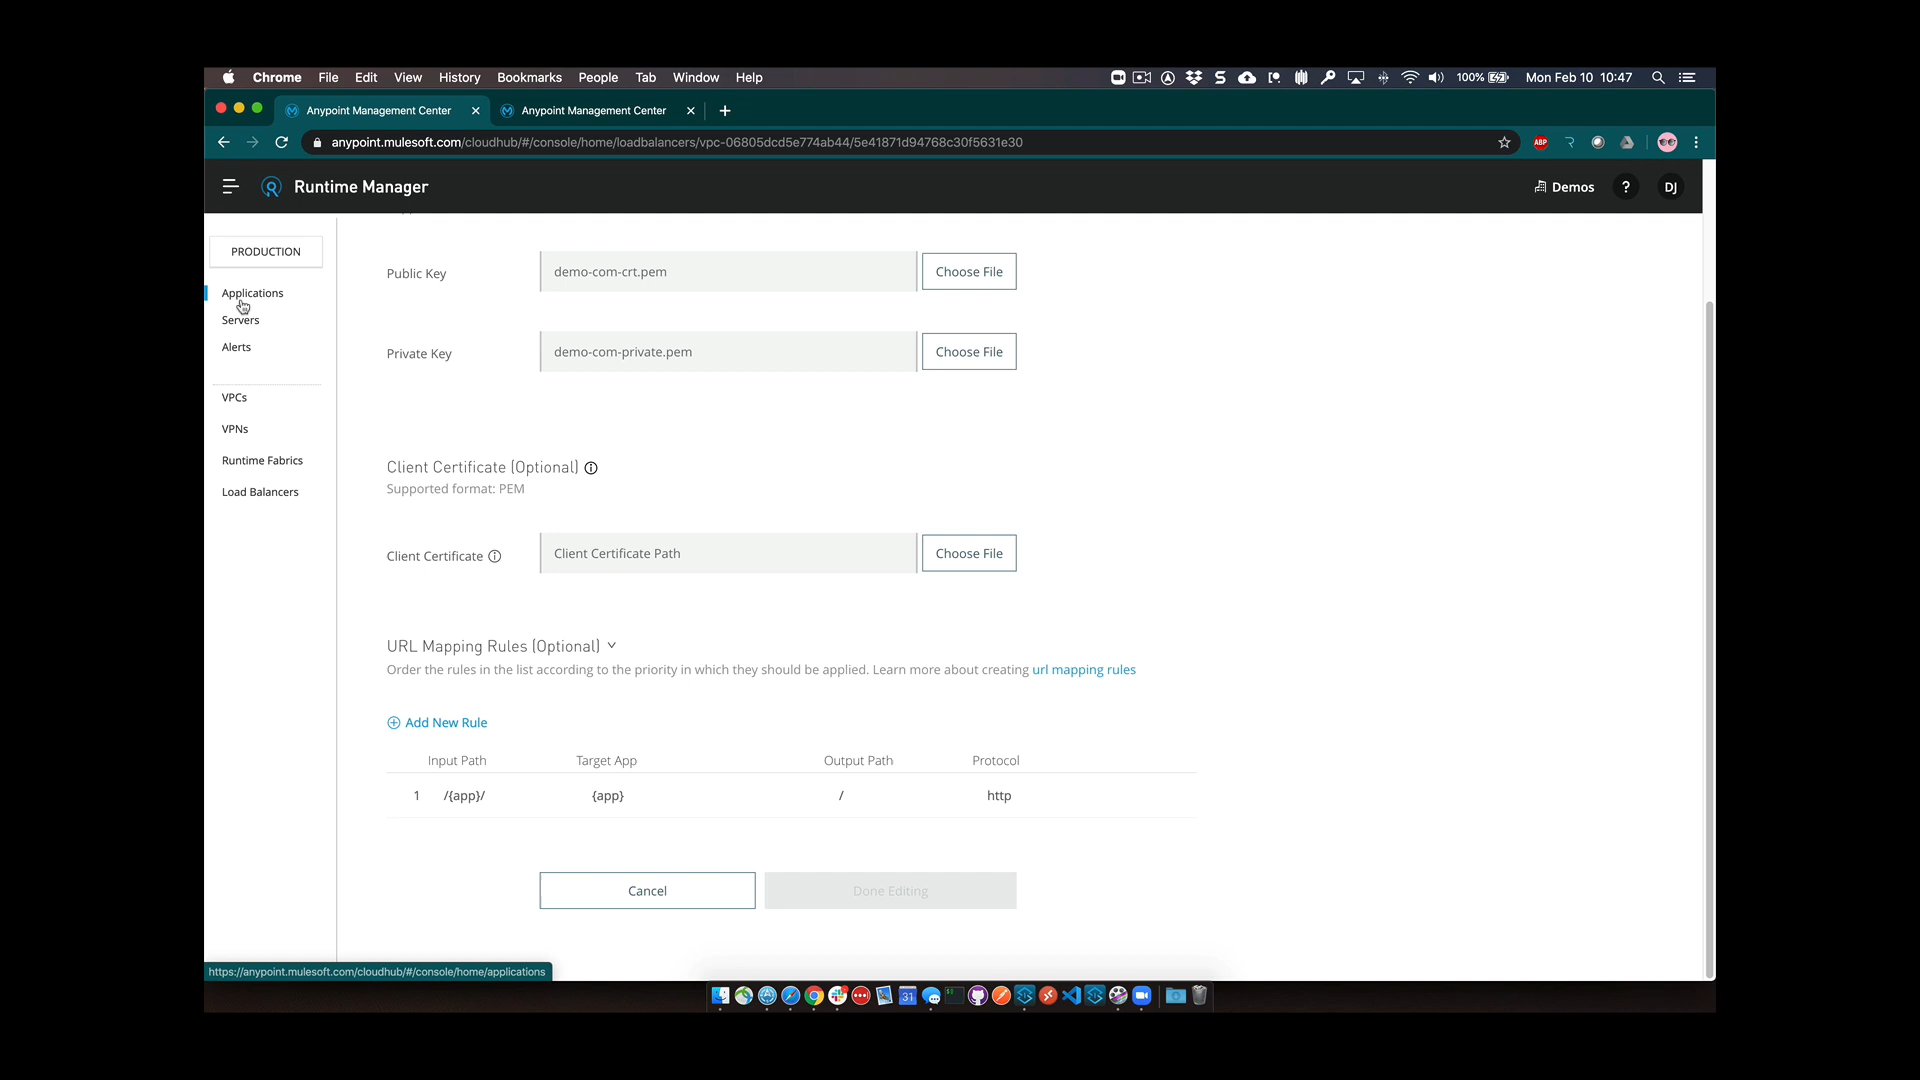 Chrome File Edit View History Bookmarks People Tab Window Help 100% Mon Feb 10 10:47
Anypoint Management Center Anypoint Management Center
anypoint.mulesoft.com/cloudhub/#/console/home/loadbalancers/vpc-06805dcd5e774ab44/5e41871d94768c30f5631e30 ABP
Runtime Manager Demos ? DJ
PRODUCTION
Applications
Servers
Alerts
VPCs
VPNs
Runtime Fabrics
Load Balancers
Public Key demo-com-crt.pem Choose File
Private Key demo-com-private.pem Choose File
Client Certificate (Optional)
Supported format: PEM
Client Certificate Client Certificate Path Choose File
URL Mapping Rules (Optional)
Order the rules in the list according to the priority in which they should be applied. Learn more about creating url mapping rules
Add New Rule
Input Path Target App Output Path Protocol
1 /{app}/ {app} / http
Cancel Done Editing
https://anypoint.mulesoft.com/cloudhub/#/console/home/applications
31